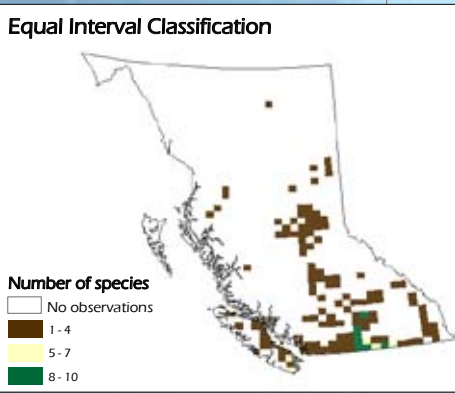 Equal Interval Classification
Number of species
No observations
1 - 4
5 - 7
8 - 10